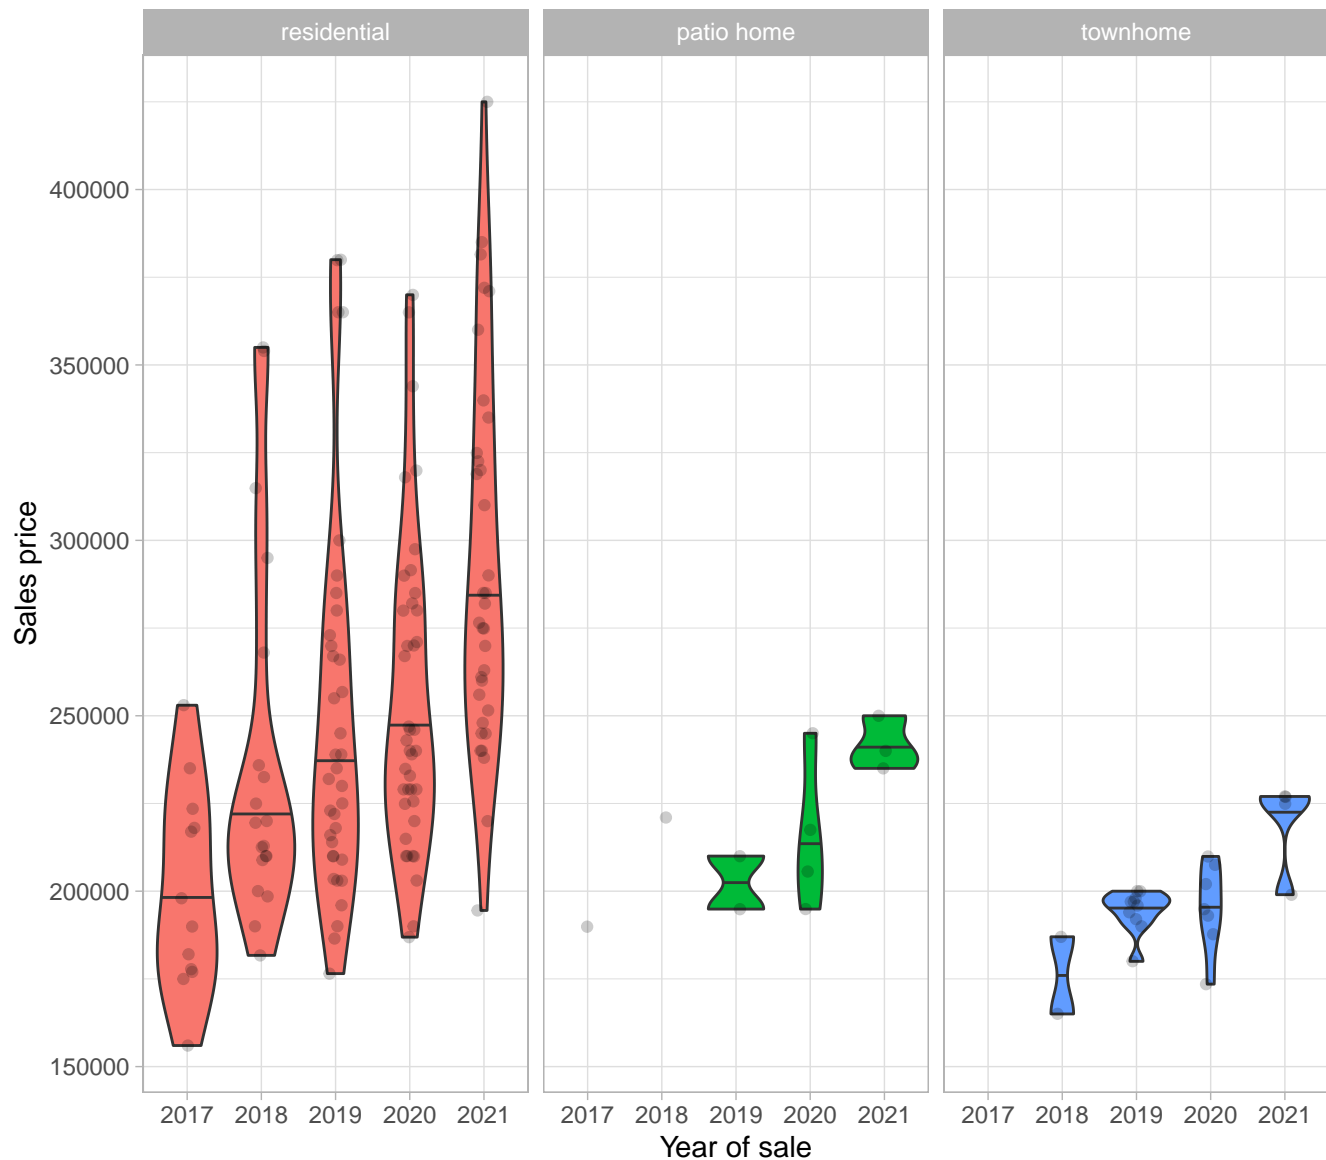 residential patio home townhome
400000
350000
300000
250000
200000
150000
Sales price
2017 2018 2019 2020 2021 2017 2018 2019 2020 2021 2017 2018 2019 2020 2021
Year of sale